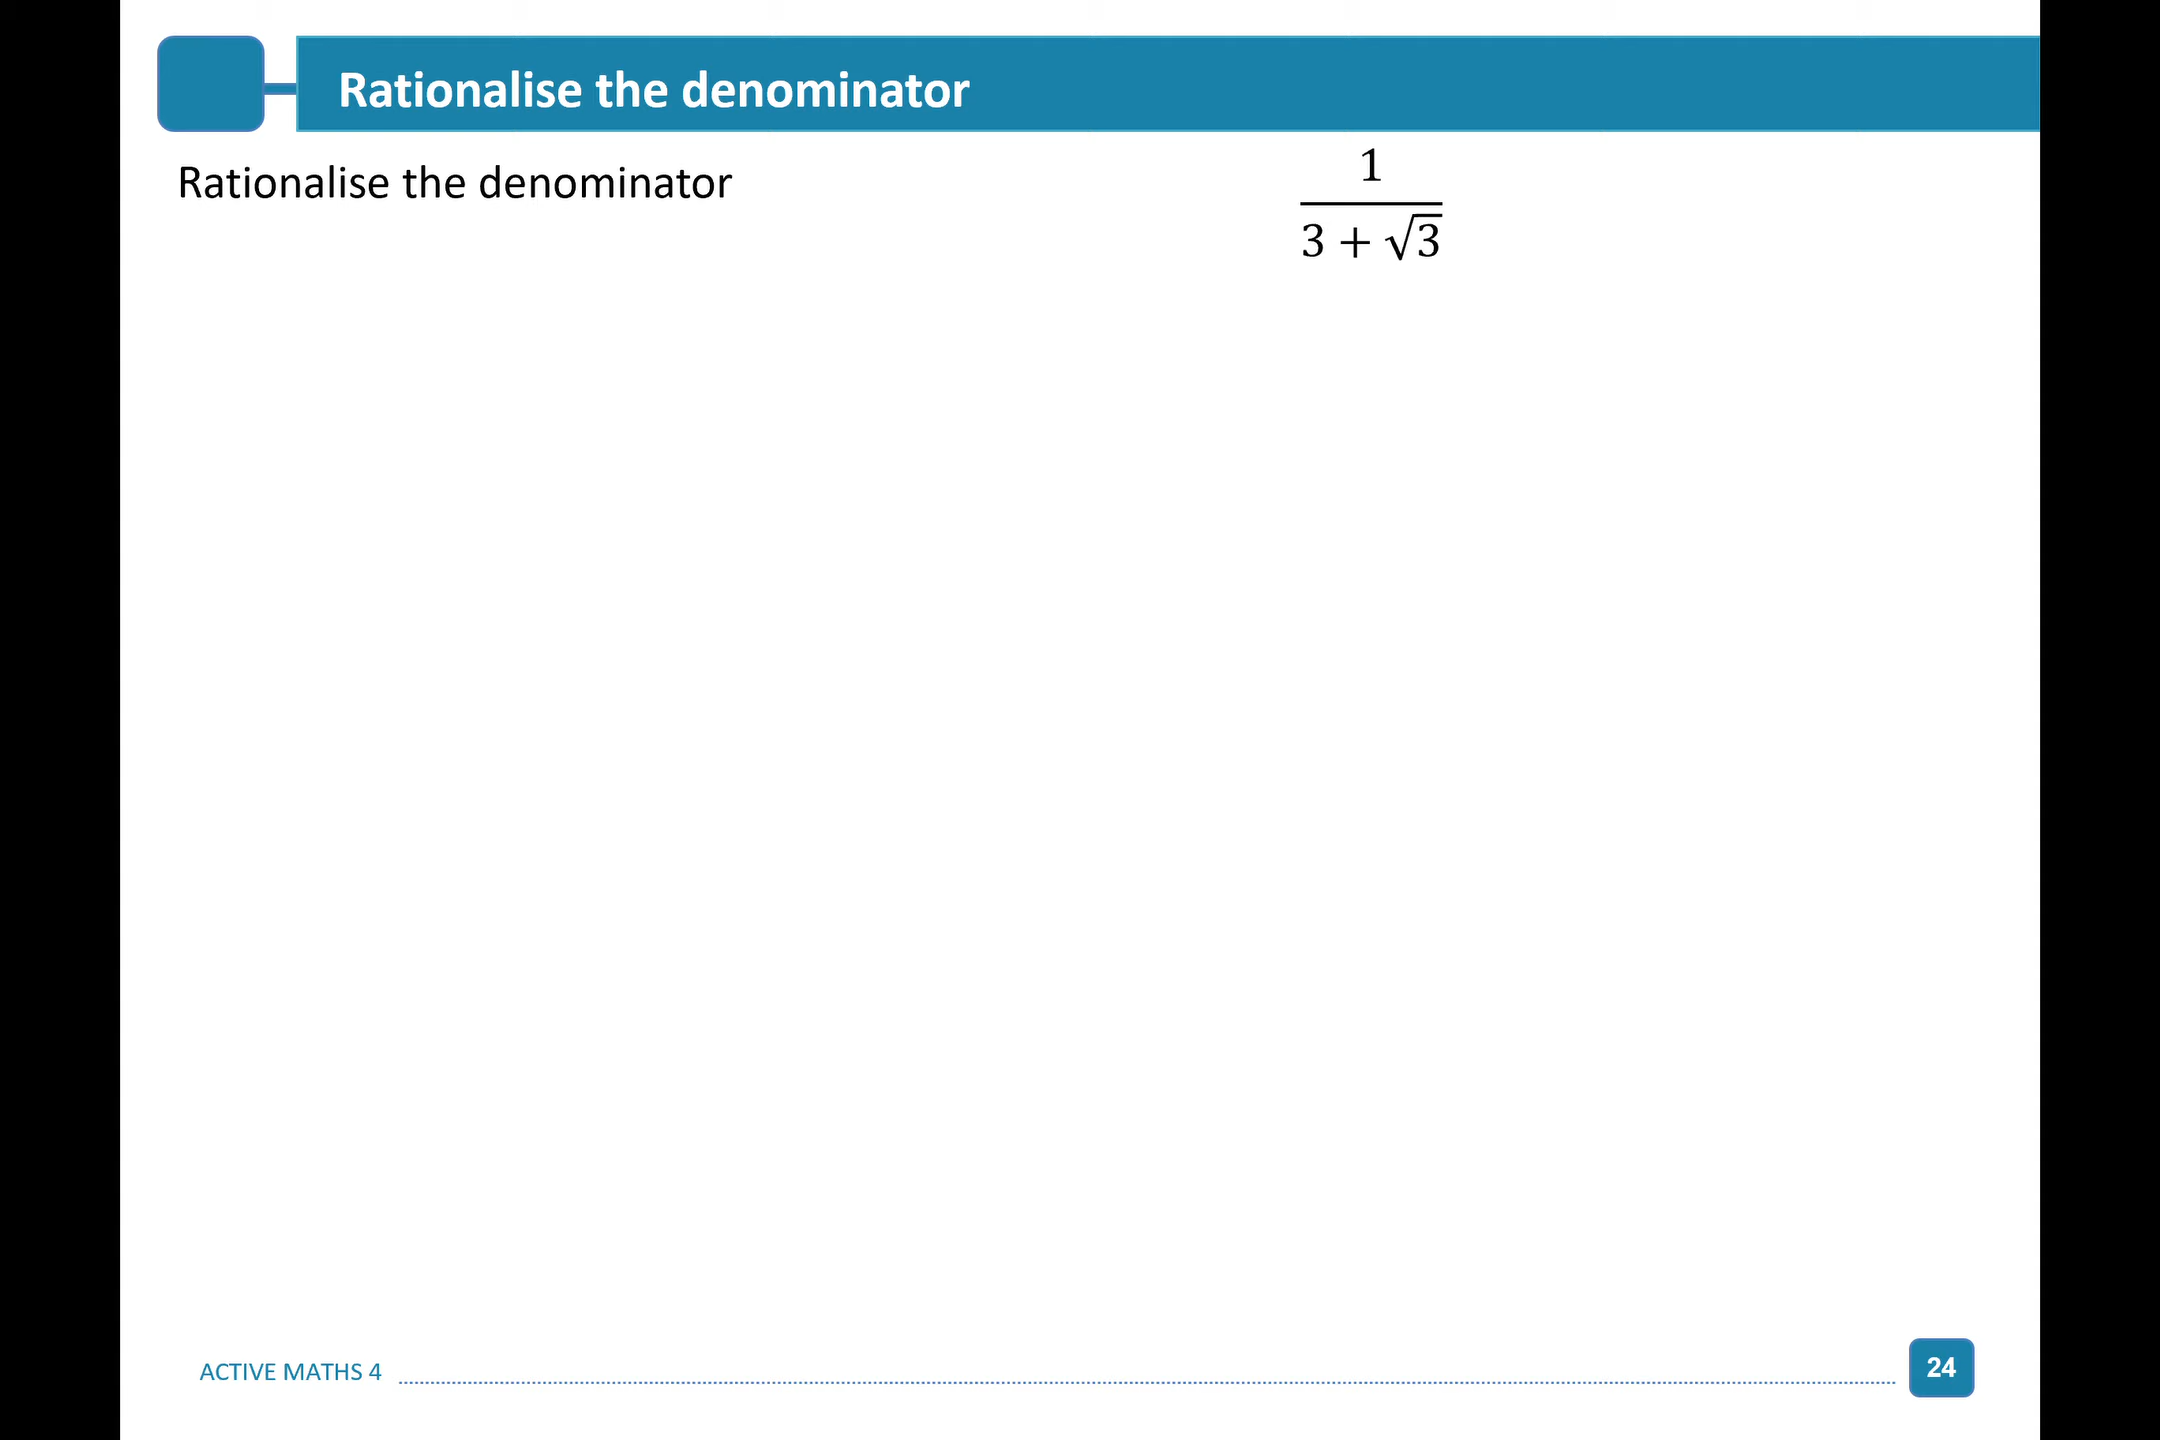 Rationalise the denominator
Rationalise the denominator
1
3 + √3
ACTIVE MATHS 4
24